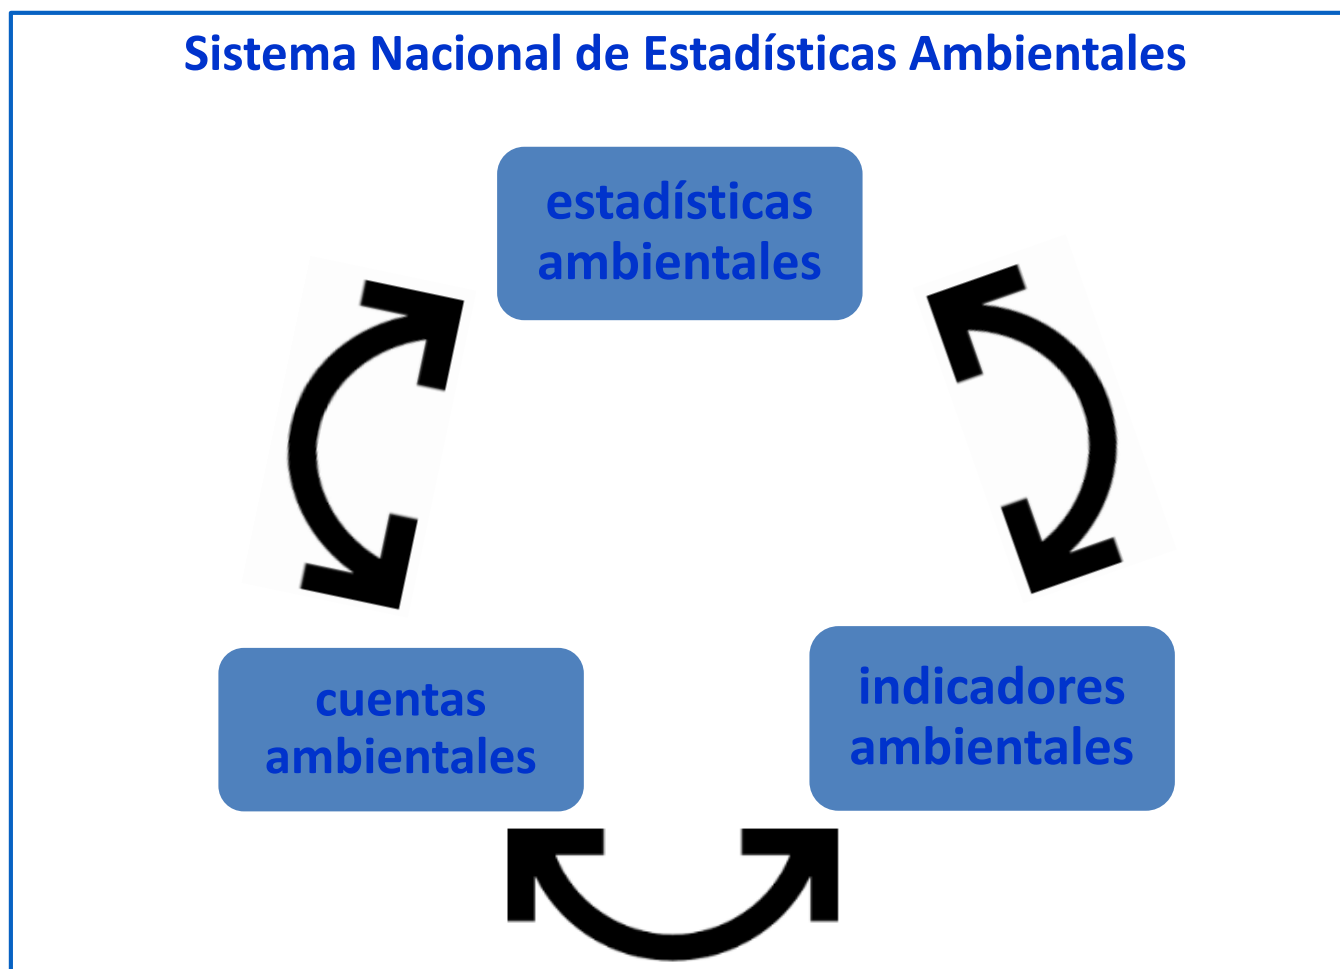 Sistema Nacional de Estadísticas Ambientales
estadísticas
ambientales
cuentas
ambientales
indicadores
ambientales